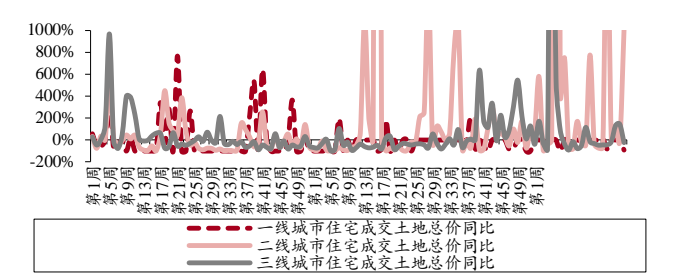 1000%
800%
600%
400%
200%
0%
-200%
第1周
第5周
第9周
第13周
第17周
第21周
第25周
第29周
第33周
第37周
第41周
第45周
第49周
第1周
第5周
第9周
第13周
第17周
第21周
第25周
第29周
第33周
第37周
第41周
第45周
第49周
第1周
一线城市住宅成交土地总价同比
二线城市住宅成交土地总价同比
三线城市住宅成交土地总价同比